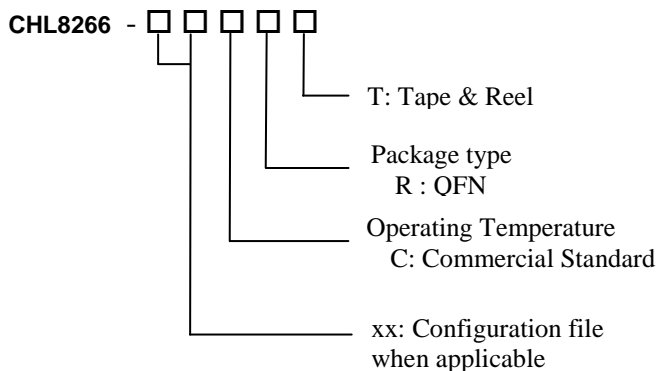 CHL8266 -
T: Tape & Reel
Package type
R : QFN
Operating Temperature
C: Commercial Standard
xx: Configuration file
when applicable